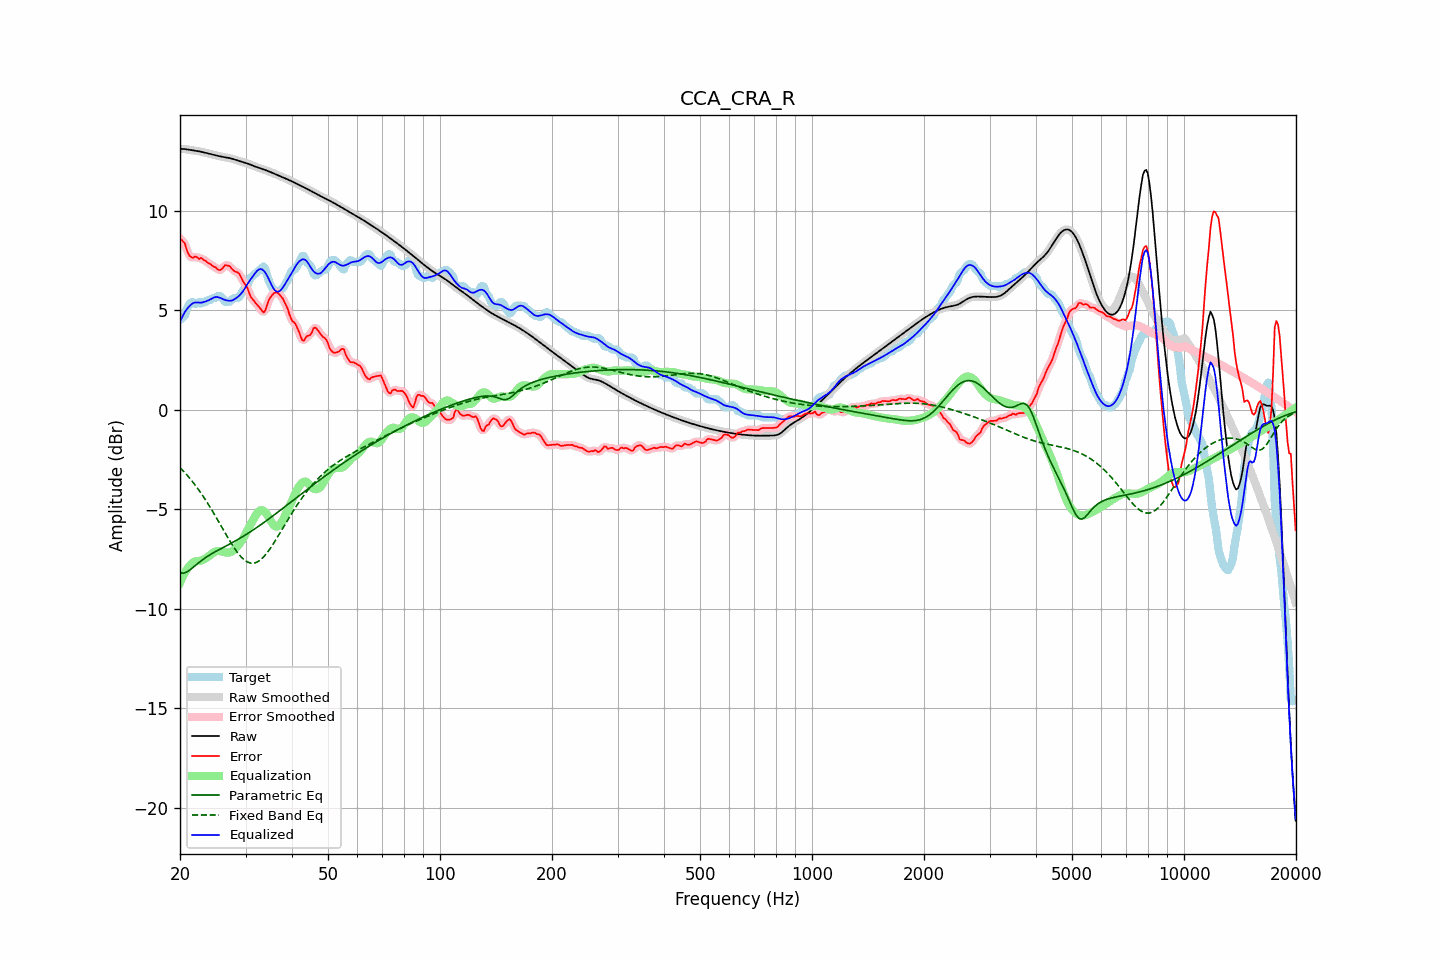 CCA_CRA_R
Amplitude (dBr)
10
5
0
−5
−10
−15
−20
Target
Raw Smoothed
Error Smoothed
Raw
Error
Equalization
Parametric Eq
Fixed Band Eq
Equalized
20 50 100 200 500 1000 2000 5000 10000 20000
Frequency (Hz)